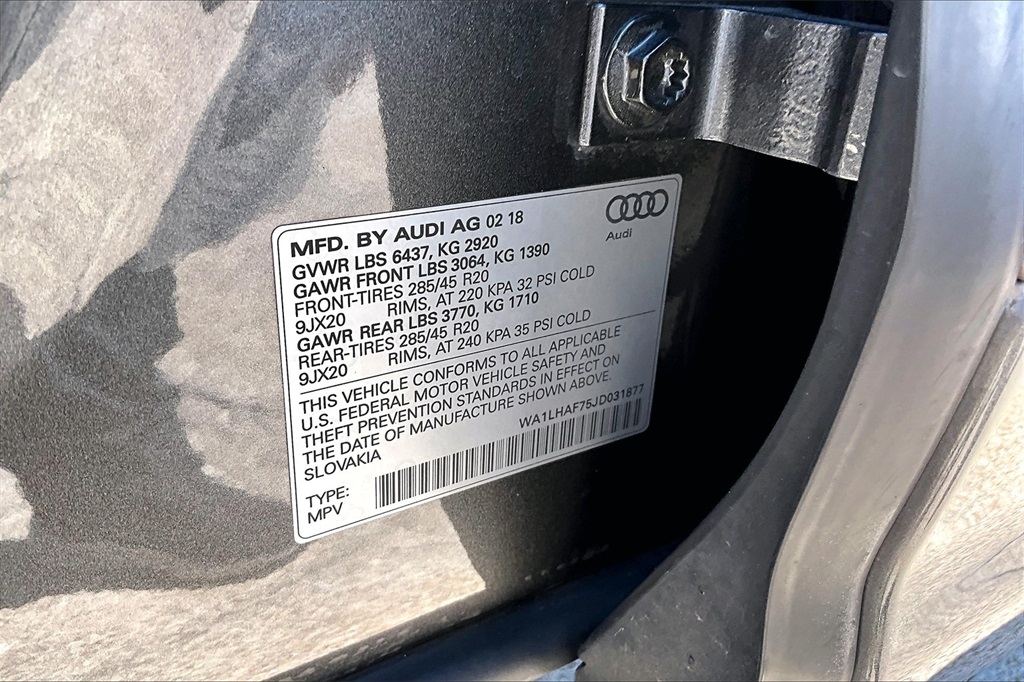 MFD. BY AUDI AG 02 18
Audi
GVWR LBS 6437, KG 2920
GAWR FRONT LBS 3064, KG 1390
FRONT-TIRES 285/45 R20
9JX20 RIMS, AT 220 KPA 32 PSI COLD
GAWR REAR LBS 3770, KG 1710
REAR-TIRES 285/45 R20
9JX20 RIMS, AT 240 KPA 35 PSI COLD
THIS VEHICLE CONFORMS TO ALL APPLICABLE
U.S. FEDERAL MOTOR VEHICLE SAFETY AND
THEFT PREVENTION STANDARDS IN EFFECT ON
THE DATE OF MANUFACTURE SHOWN ABOVE.
SLOVAKIA
WA1LHAF75JD031877
TYPE:
MPV